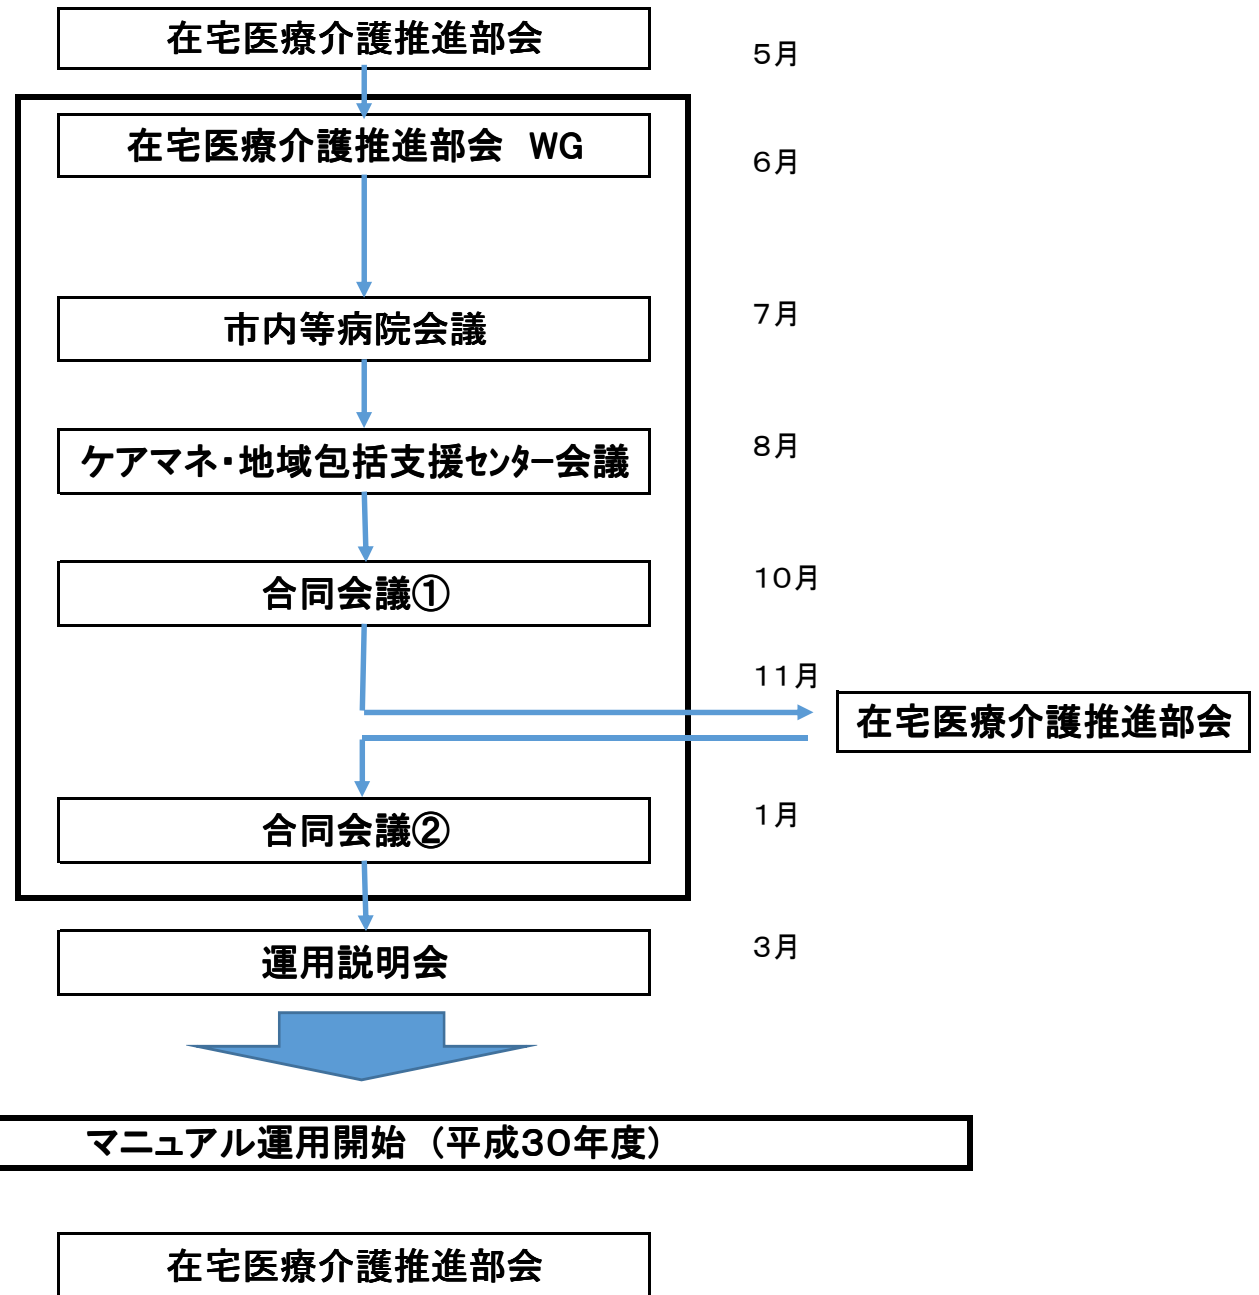 在宅医療介護推進部会
5月
在宅医療介護推進部会　WG
6月
市内等病院会議
7月
ケアマネ・地域包括支援ｾﾝﾀｰ会議
8月
合同会議①
10月
11月
在宅医療介護推進部会
合同会議②
1月
運用説明会
3月
マニュアル運用開始（平成30年度）
在宅医療介護推進部会